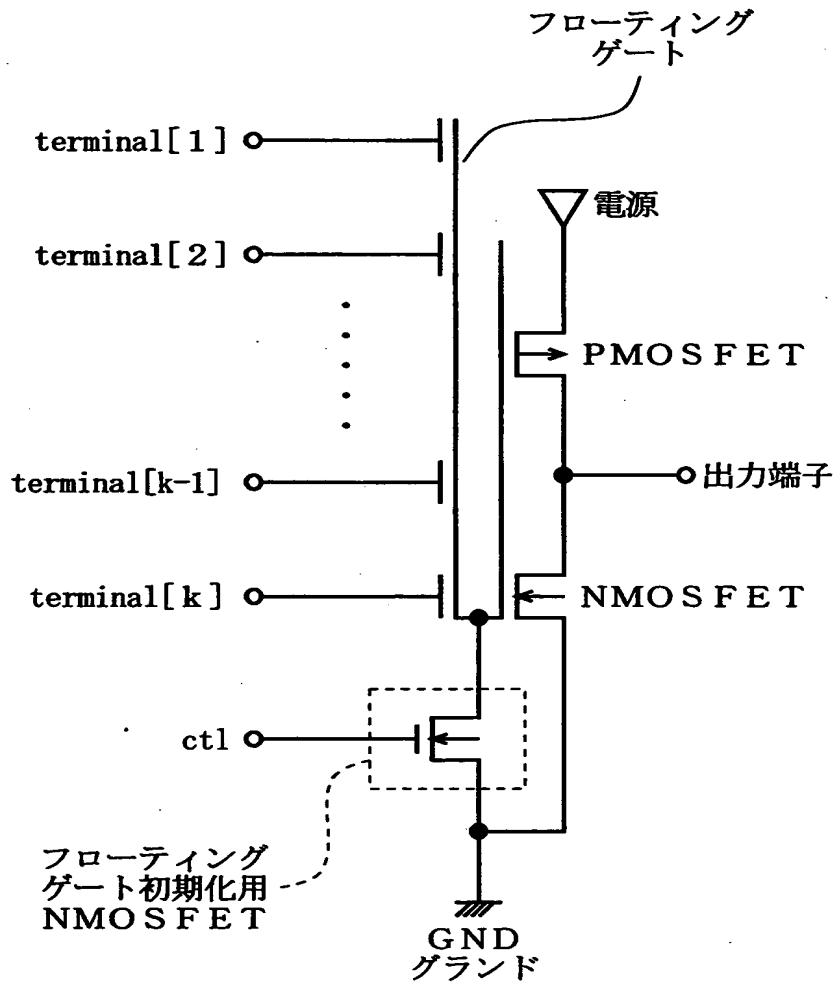 フローティング
ゲート
terminal[１]
電源
terminal[２]
PMOSFET
terminal[k-1]
出力端子
terminal[ｋ]
NMOSFET
ctl
フローティング
ゲート初期化用
NMOSFET
GND
グランド